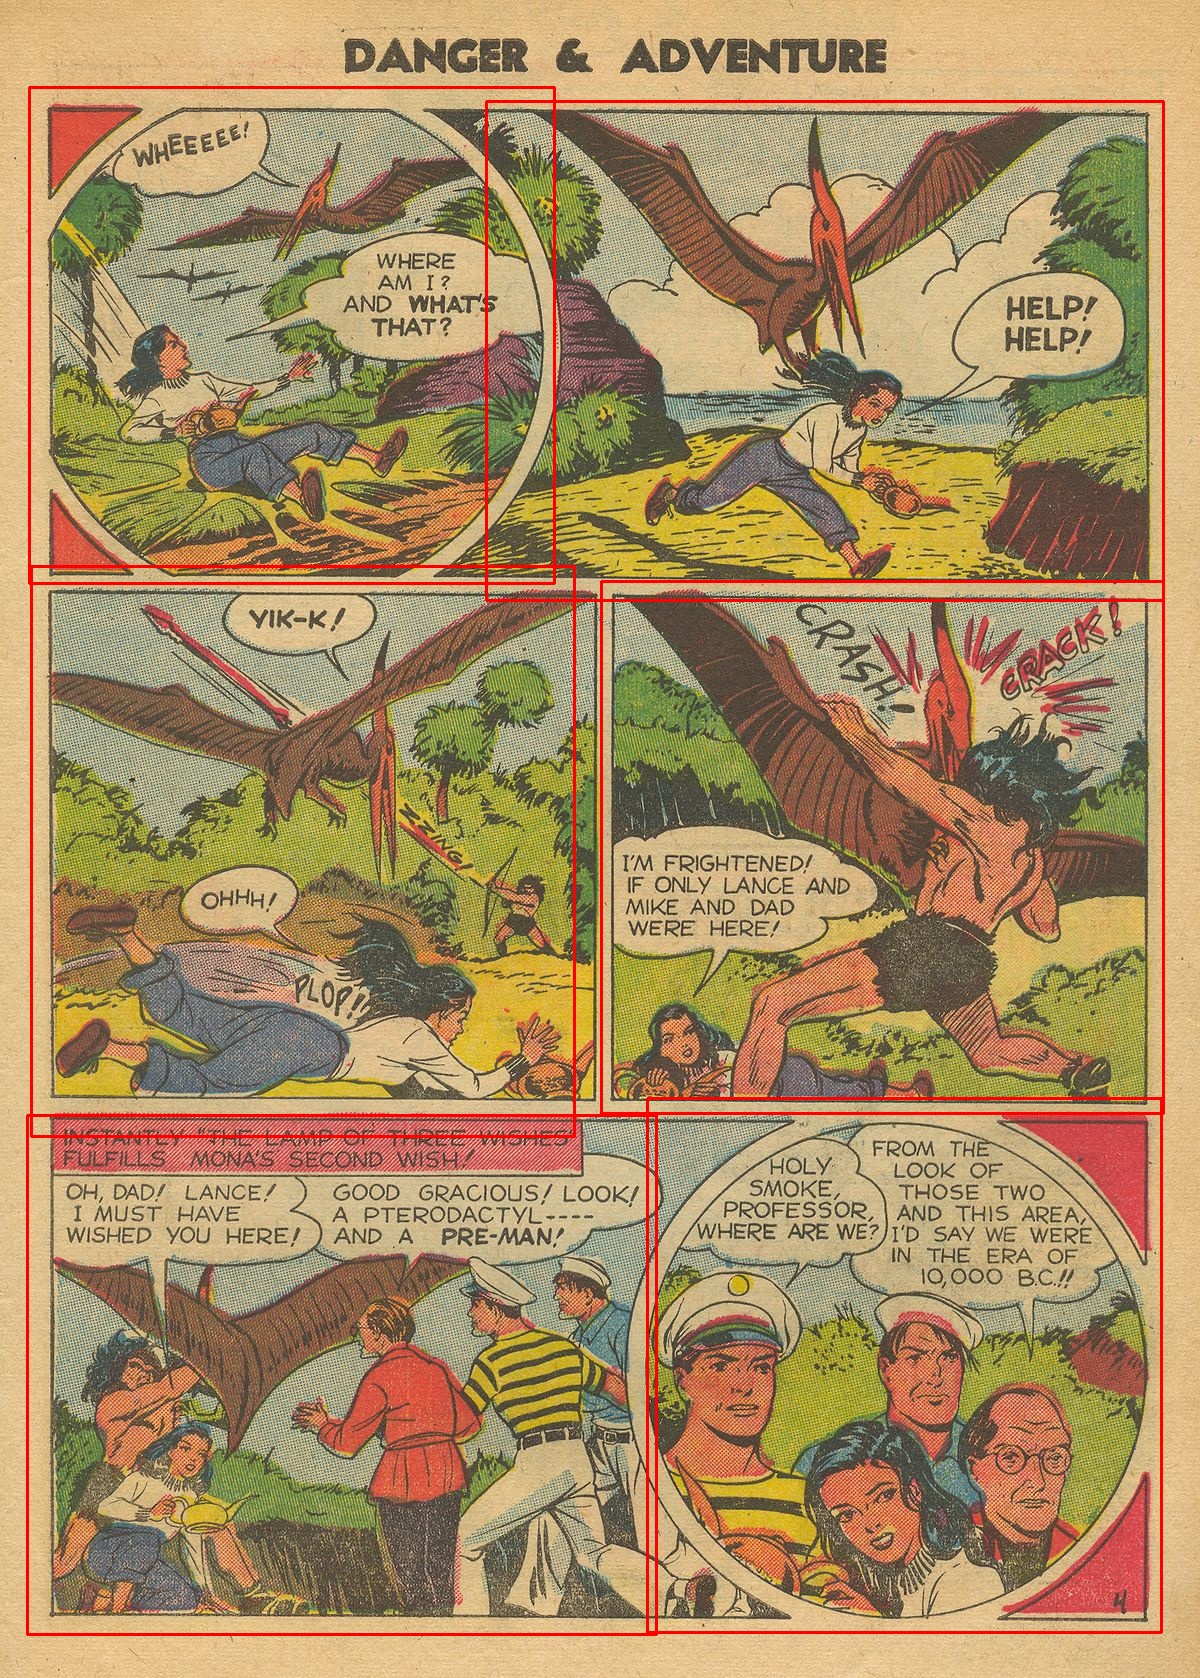 DANGER & ADVENTURE
WHEEEEE!
WHERE
AM I?
AND WHAT'S
THAT?
HELP!
HELP!
YIK-K!
ZZING!
OHHH!
PLOP!!
CRASH!
CRACK!
I'M FRIGHTENED!
IF ONLY LANCE AND
MIKE AND DAD
WERE HERE!
INSTANTLY "THE LAMP OF THREE WISHES
FULFILLS MONA'S SECOND WISH!
OH, DAD! LANCE!
I MUST HAVE
WISHED YOU HERE!
GOOD GRACIOUS! LOOK!
A PTERODACTYL----
AND A PRE-MAN!
HOLY
SMOKE,
PROFESSOR,
WHERE ARE WE?
FROM THE
LOOK OF
THOSE TWO
AND THIS AREA,
I'D SAY WE WERE
IN THE ERA OF
10,000 B.C.!!
4